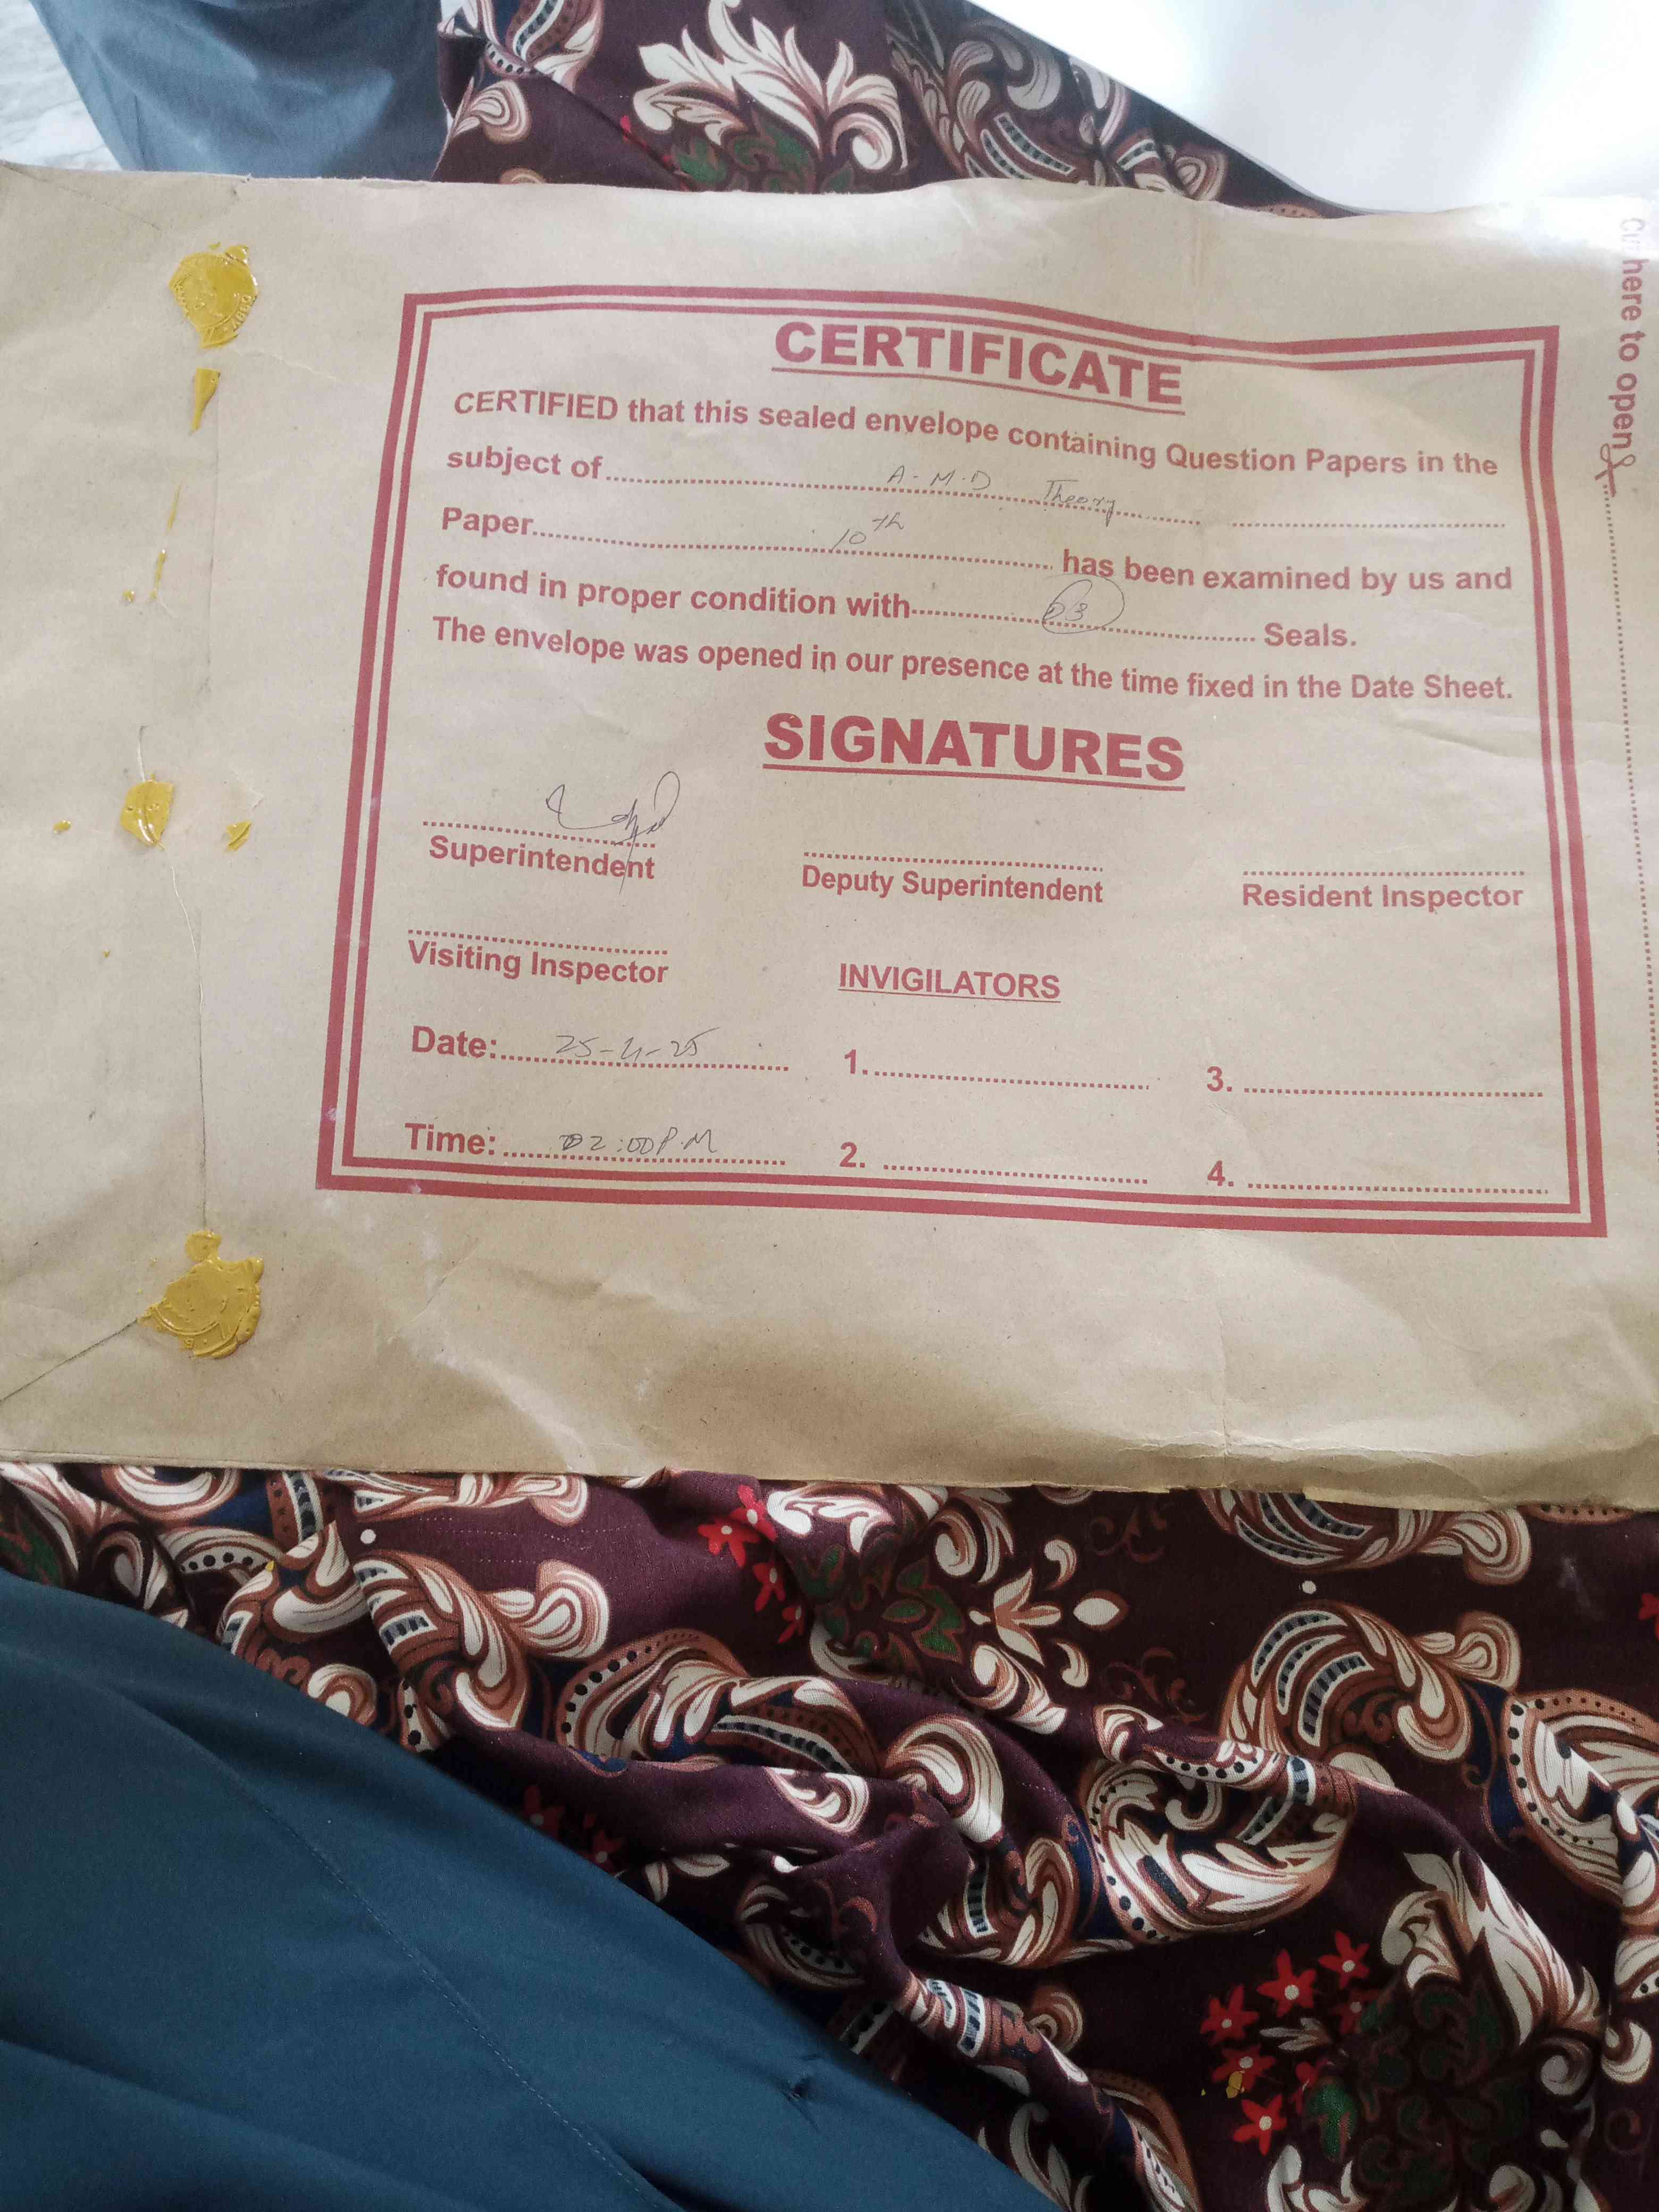 CERTIFICATE
CERTIFIED that this sealed envelope containing Question Papers in the
subject of A-M-D Theory
Paper 10th has been examined by us and
found in proper condition with 03 Seals.
The envelope was opened in our presence at the time fixed in the Date Sheet.
SIGNATURES
Superintendent
Deputy Superintendent
Resident Inspector
Visiting Inspector
INVIGILATORS
Date: 25-4-25
1.
3.
Time: 02:00 P.M
2.
4.
Cut here to open